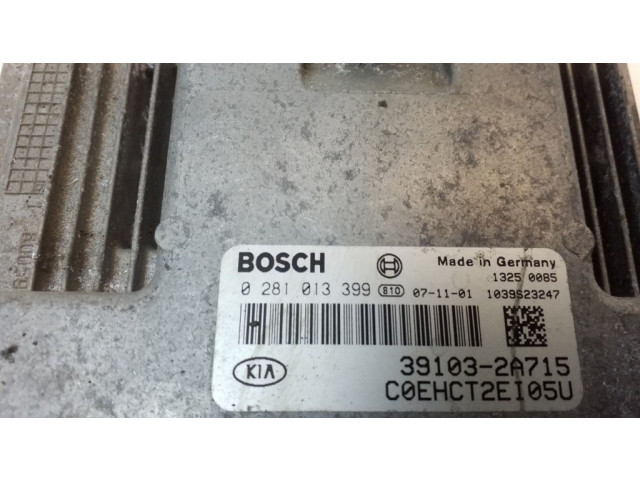 BOSCH Made in Germany
1325 0085
0 281 013 399 810 07-11-01 1039S23247
KIA 39103-2A715
C0EHCT2EI05U